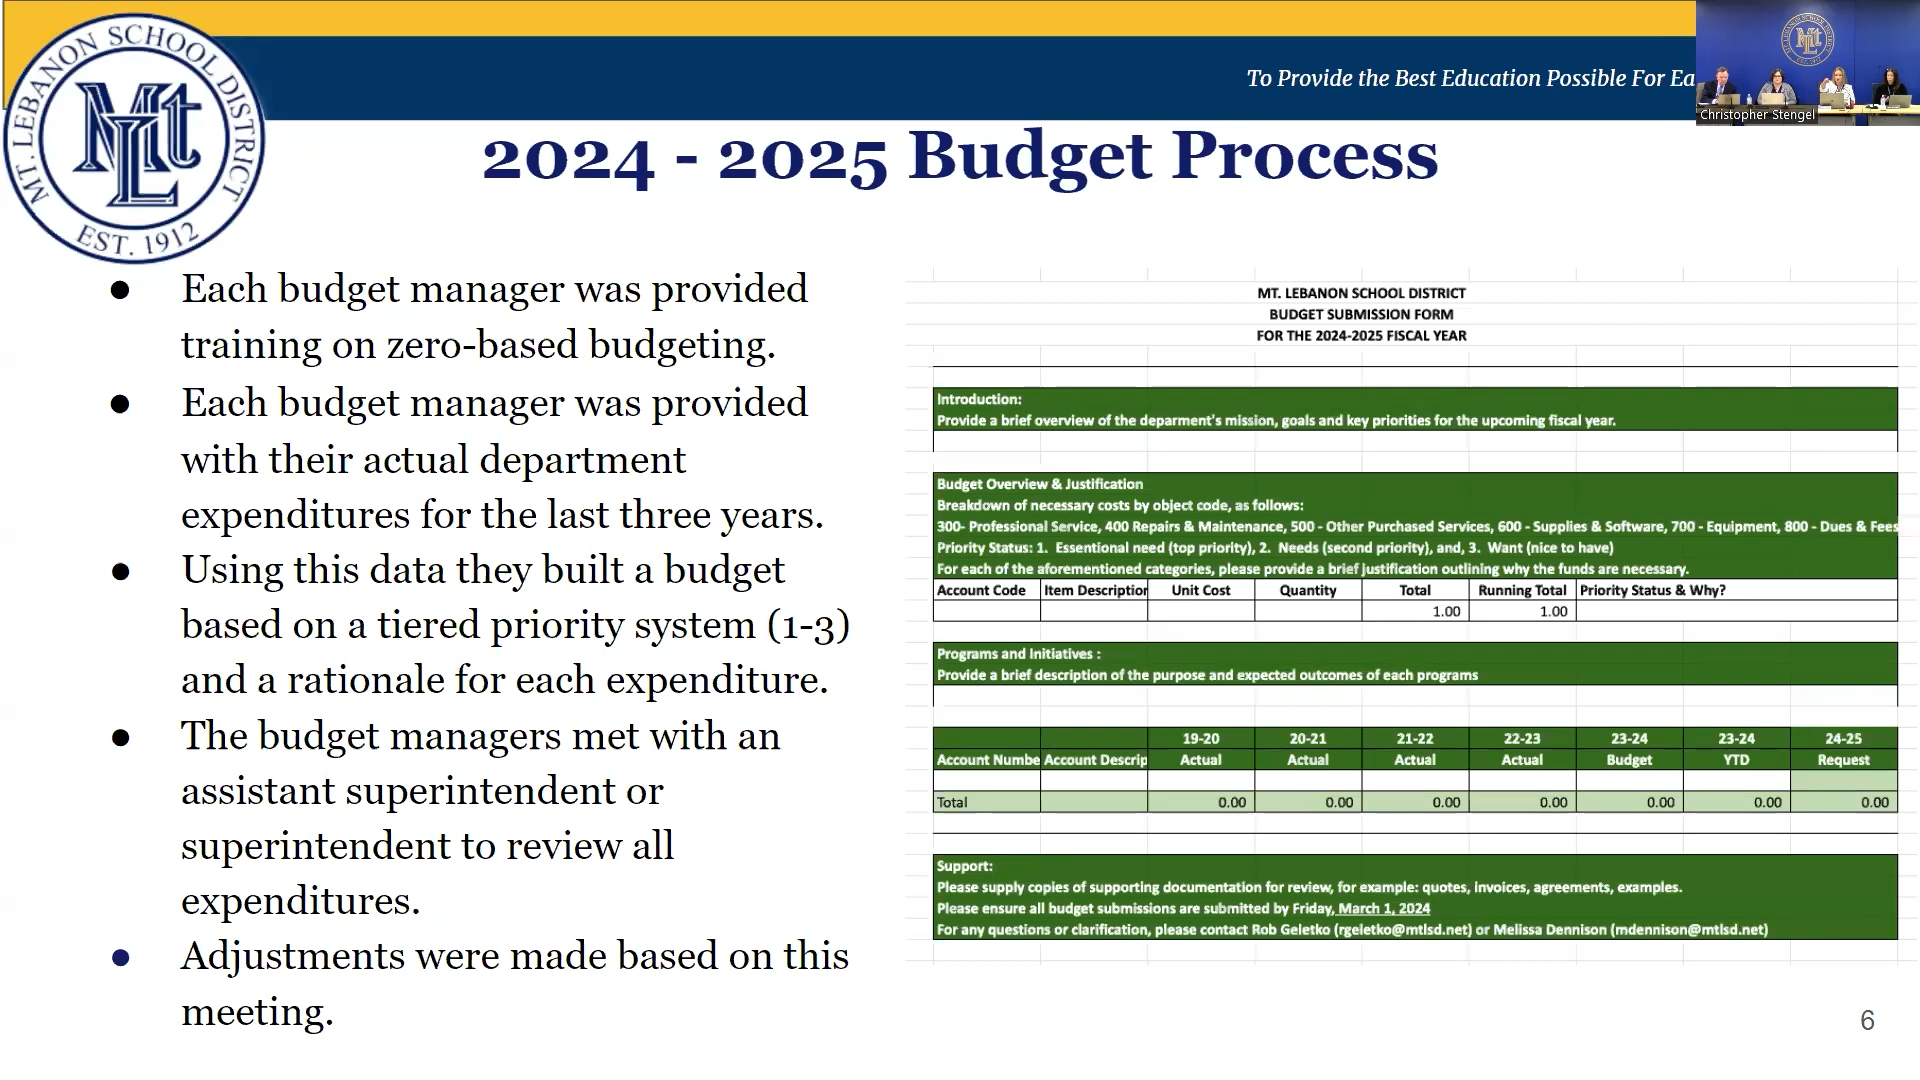 MT. LEBANON SCHOOL DISTRICT
MtL
EST. 1912
To Provide the Best Education Possible For Ea
Christopher Stengel
2024 - 2025 Budget Process
● Each budget manager was provided
training on zero-based budgeting.
● Each budget manager was provided
with their actual department
expenditures for the last three years.
● Using this data they built a budget
based on a tiered priority system (1-3)
and a rationale for each expenditure.
● The budget managers met with an
assistant superintendent or
superintendent to review all
expenditures.
● Adjustments were made based on this
meeting.
MT. LEBANON SCHOOL DISTRICT
BUDGET SUBMISSION FORM
FOR THE 2024-2025 FISCAL YEAR
Introduction:
Provide a brief overview of the deparment's mission, goals and key priorities for the upcoming fiscal year.
Budget Overview & Justification
Breakdown of necessary costs by object code, as follows:
300- Professional Service, 400 Repairs & Maintenance, 500 - Other Purchased Services, 600 - Supplies & Software, 700 - Equipment, 800 - Dues & Fees
Priority Status: 1. Essentional need (top priority), 2. Needs (second priority), and, 3. Want (nice to have)
For each of the aforementioned categories, please provide a brief justification outlining why the funds are necessary.
Account Code Item Description Unit Cost Quantity Total Running Total Priority Status & Why?
1.00 1.00
Programs and Initiatives :
Provide a brief description of the purpose and expected outcomes of each programs
19-20 20-21 21-22 22-23 23-24 23-24 24-25
Account Numbe Account Descrip Actual Actual Actual Actual Budget YTD Request
Total 0.00 0.00 0.00 0.00 0.00 0.00 0.00
Support:
Please supply copies of supporting documentation for review, for example: quotes, invoices, agreements, examples.
Please ensure all budget submissions are submitted by Friday, March 1, 2024
For any questions or clarification, please contact Rob Geletko (rgeletko@mtlsd.net) or Melissa Dennison (mdennison@mtlsd.net)
6